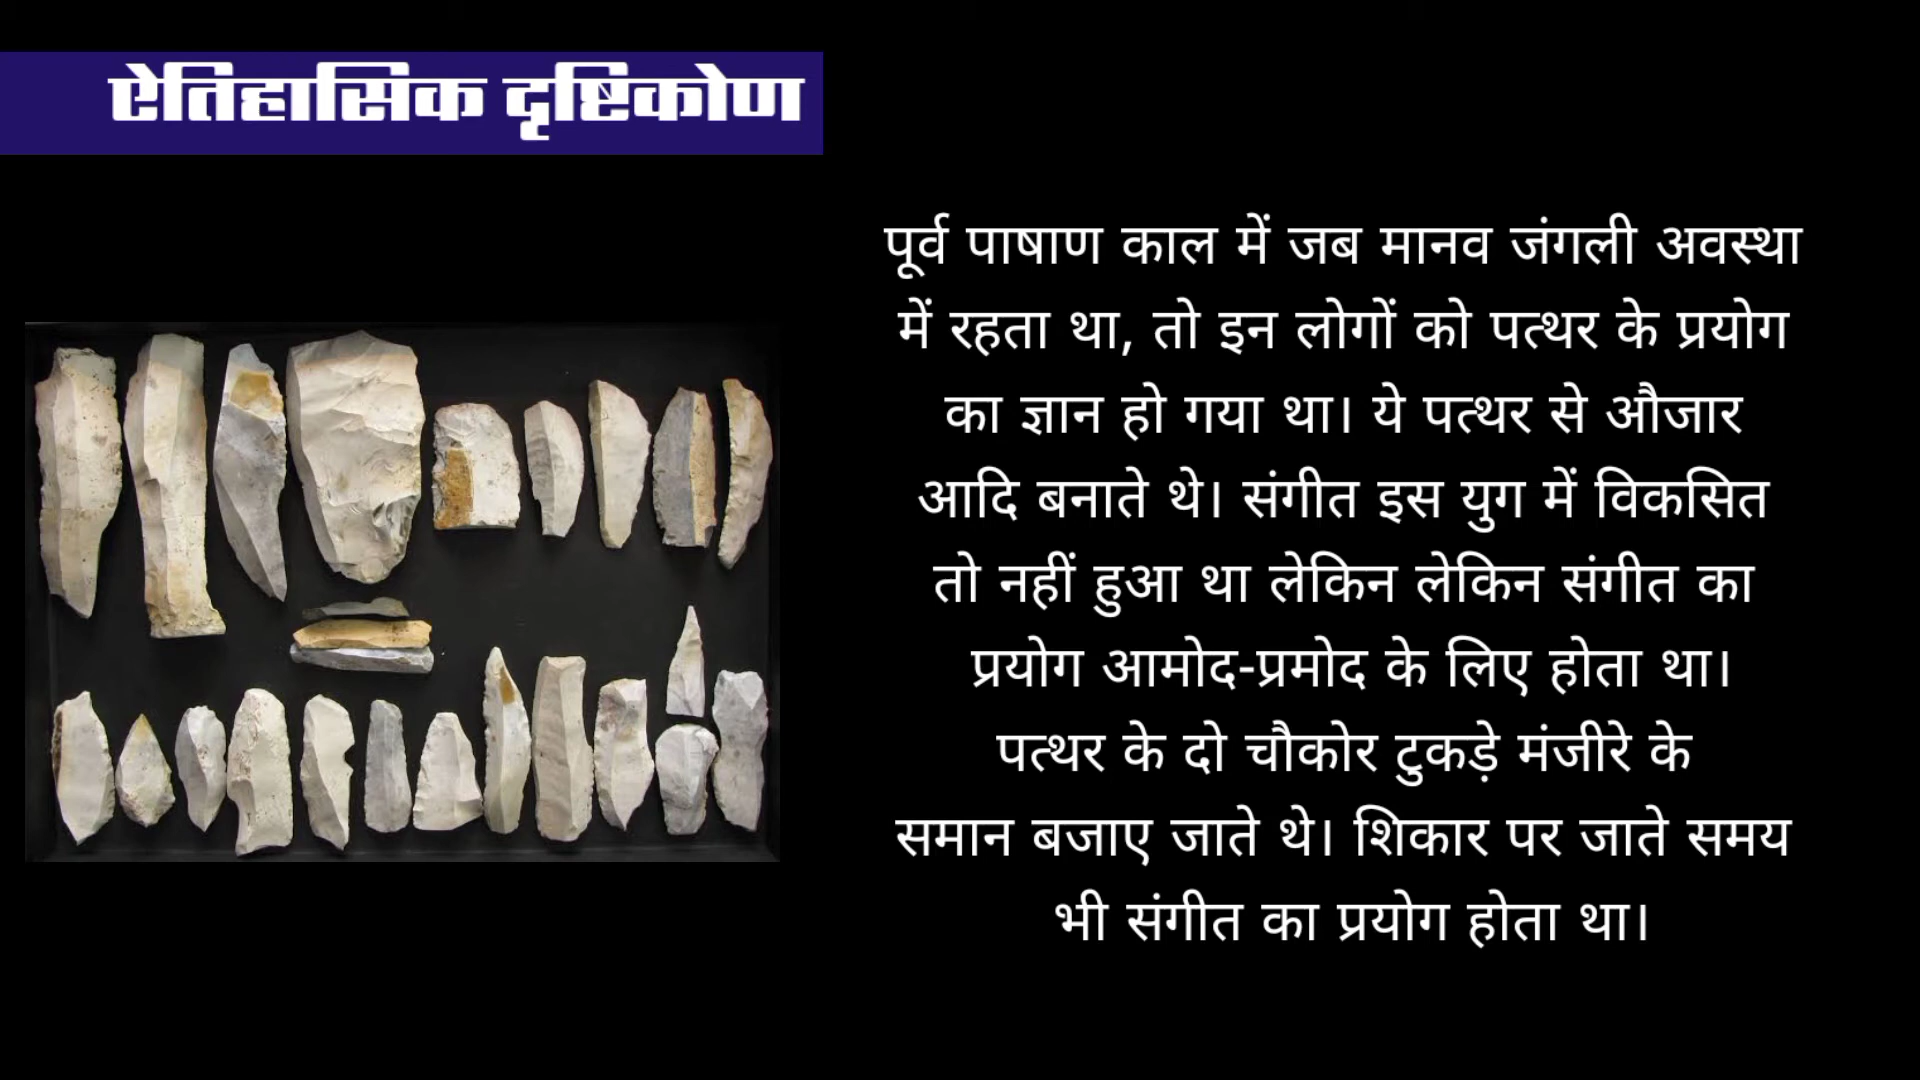 ऐतिहासिक दृष्टिकोण
पूर्व पाषाण काल में जब मानव जंगली अवस्था
में रहता था, तो इन लोगों को पत्थर के प्रयोग
का ज्ञान हो गया था। ये पत्थर से औजार
आदि बनाते थे। संगीत इस युग में विकसित
तो नहीं हुआ था लेकिन लेकिन संगीत का
प्रयोग आमोद-प्रमोद के लिए होता था।
पत्थर के दो चौकोर टुकड़े मंजीरे के
समान बजाए जाते थे। शिकार पर जाते समय
भी संगीत का प्रयोग होता था।